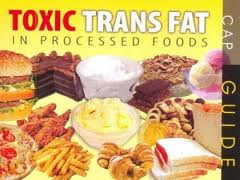 TOXIC TRANS FAT
IN PROCESSED FOODS
CAP
GUIDE